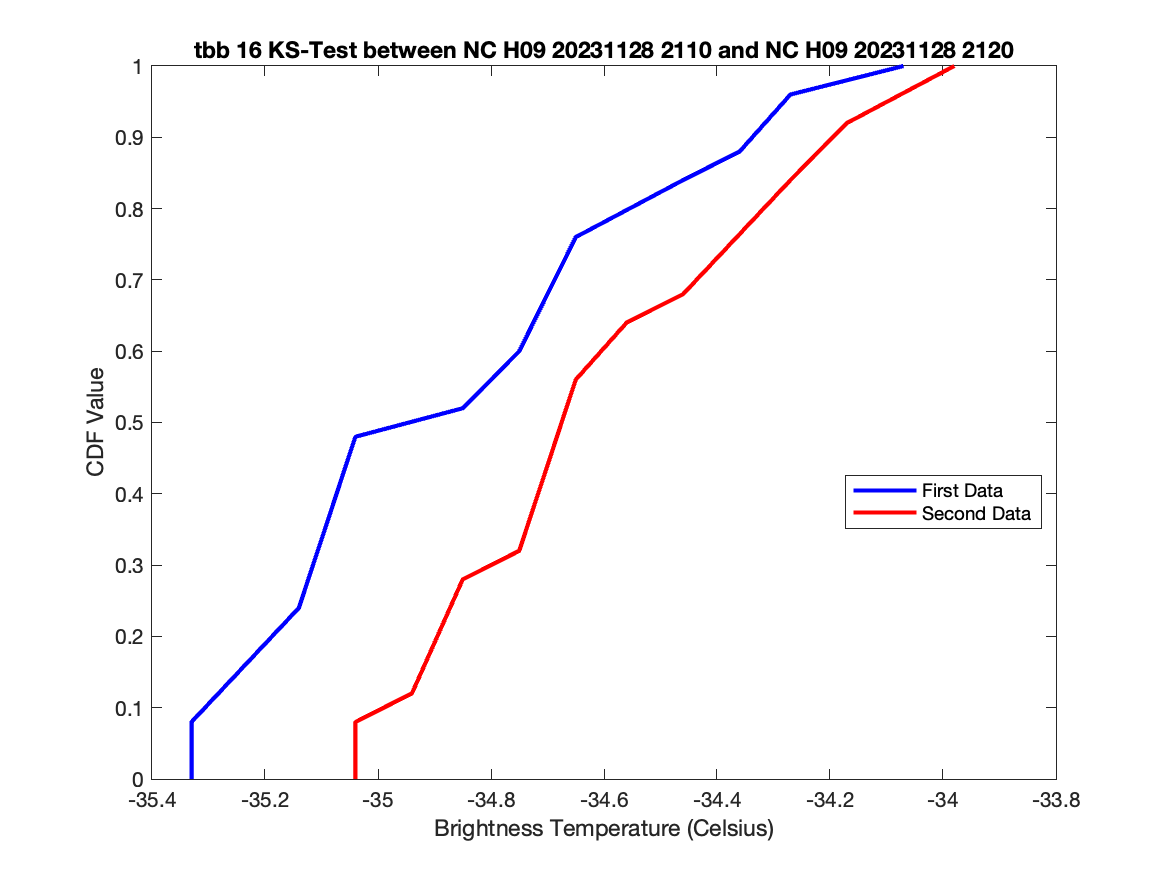 tbb 16 KS-Test between NC H09 20231128 2110 and NC H09 20231128 2120
1
0.9
0.8
0.7
0.6
0.5
0.4
0.3
0.2
0.1
0
CDF Value
First Data
Second Data
-35.4 -35.2 -35 -34.8 -34.6 -34.4 -34.2 -34 -33.8
Brightness Temperature (Celsius)